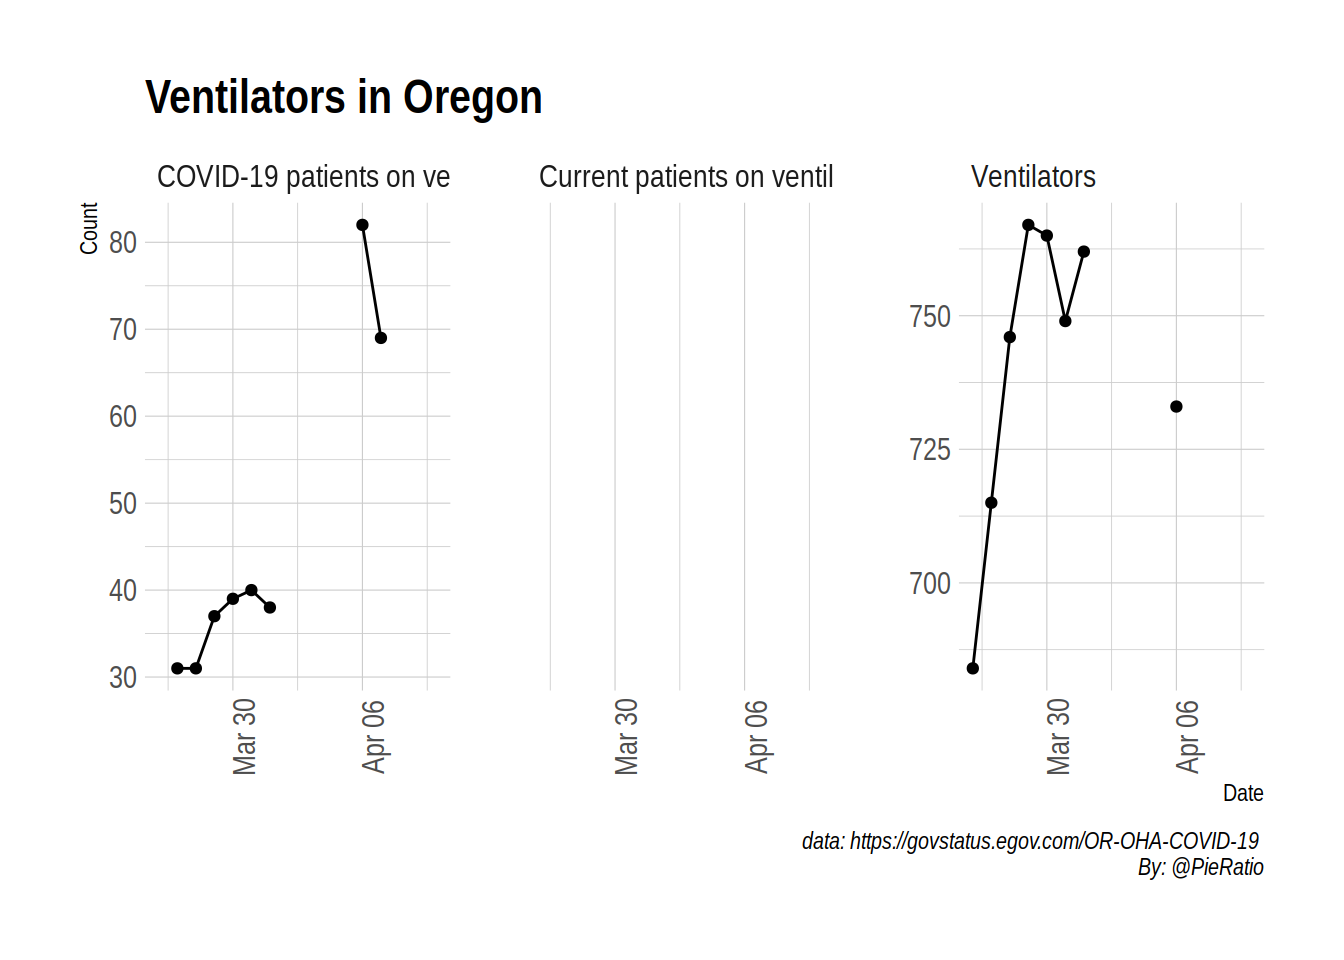 Ventilators in Oregon
COVID-19 patients on ve
Current patients on ventil
Ventilators
Count
80
70
60
50
40
30
750
725
700
Mar 30
Apr 06
Mar 30
Apr 06
Mar 30
Apr 06
Date
data: https://govstatus.egov.com/OR-OHA-COVID-19
By: @PieRatio